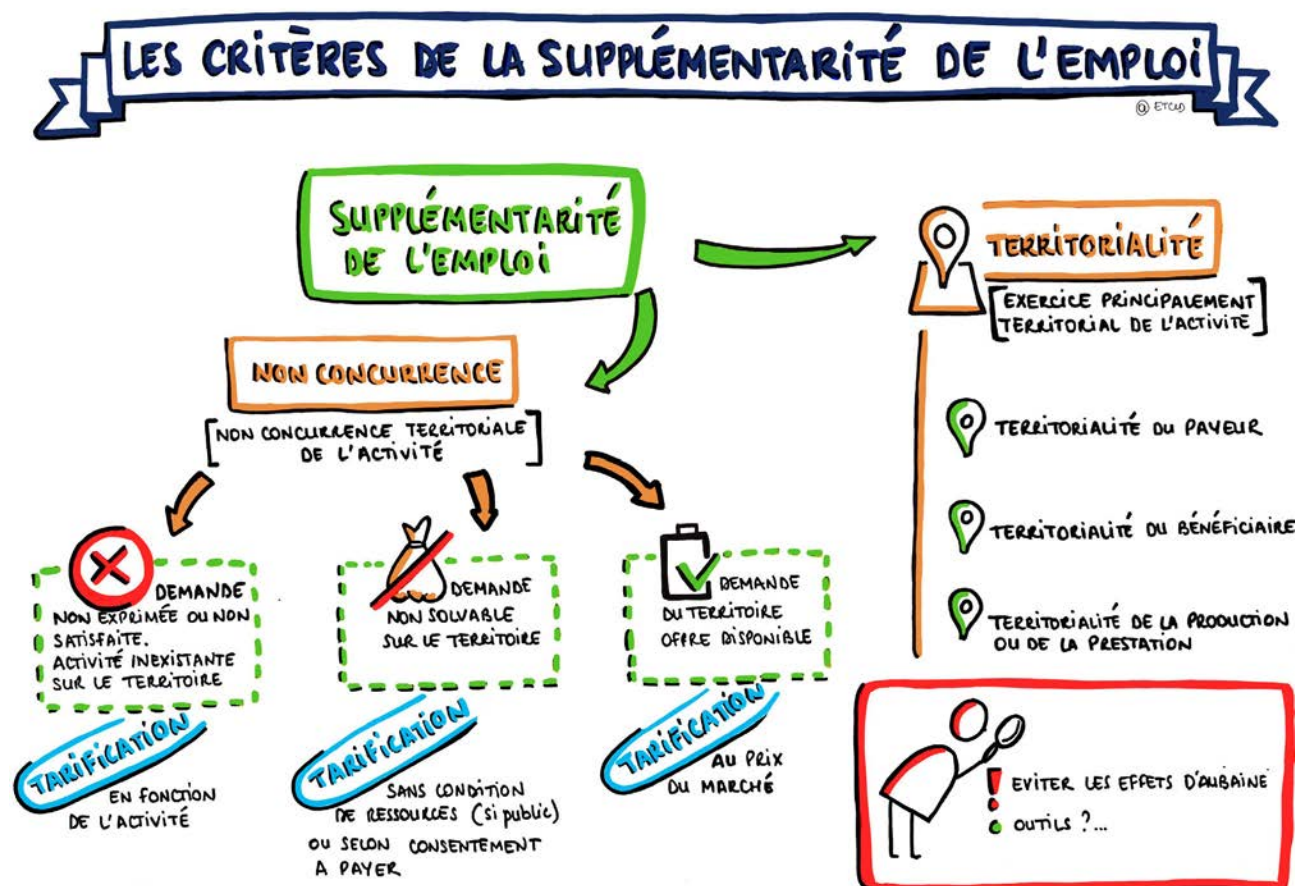 LES CRITÈRES DE LA SUPPLÉMENTARITÉ DE L'EMPLOI
@ ETCLD
SUPPLÉMENTARITÉ
DE L'EMPLOI
NON CONCURRENCE
[NON CONCURRENCE TERRITORIALE
DE L'ACTIVITÉ]
DEMANDE
NON EXPRIMÉE OU NON
SATISFAITE.
ACTIVITÉ INEXISTANTE
SUR LE TERRITOIRE
TARIFICATION
EN FONCTION
DE L'ACTIVITÉ
DEMANDE
NON SOLVABLE
SUR LE TERRITOIRE
TARIFICATION
SANS CONDITION
DE RESSOURCES (si public)
OU SELON CONSENTEMENT
A PAYER
DEMANDE
DU TERRITOIRE
OFFRE DISPONIBLE
TARIFICATION
AU PRIX
DU MARCHÉ
TERRITORIALITÉ
[EXERCICE PRINCIPALEMENT
TERRITORIAL DE L'ACTIVITÉ]
TERRITORIALITÉ DU PAYEUR
TERRITORIALITÉ DU BÉNÉFICIAIRE
TERRITORIALITÉ DE LA PRODUCTION
OU DE LA PRESTATION
! EVITER LES EFFETS D'AUBAINE
OUTILS ?...